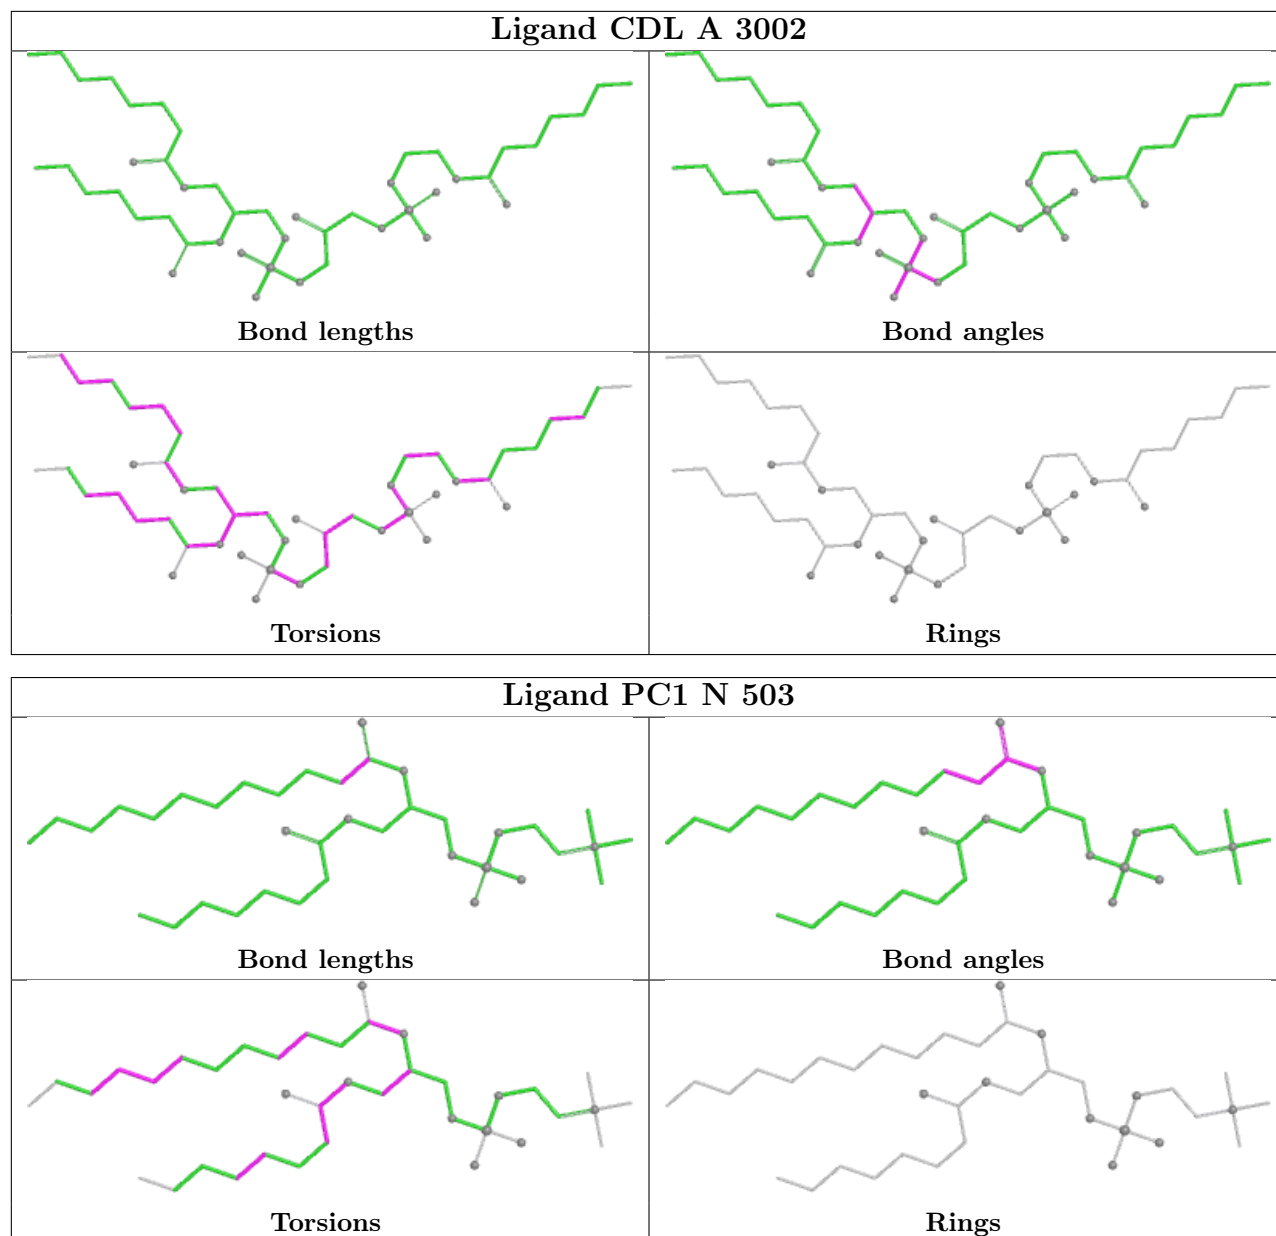 Ligand CDL A 3002
Bond lengths
Bond angles
Torsions
Rings
Ligand PC1 N 503
Bond lengths
Bond angles
Torsions
Rings